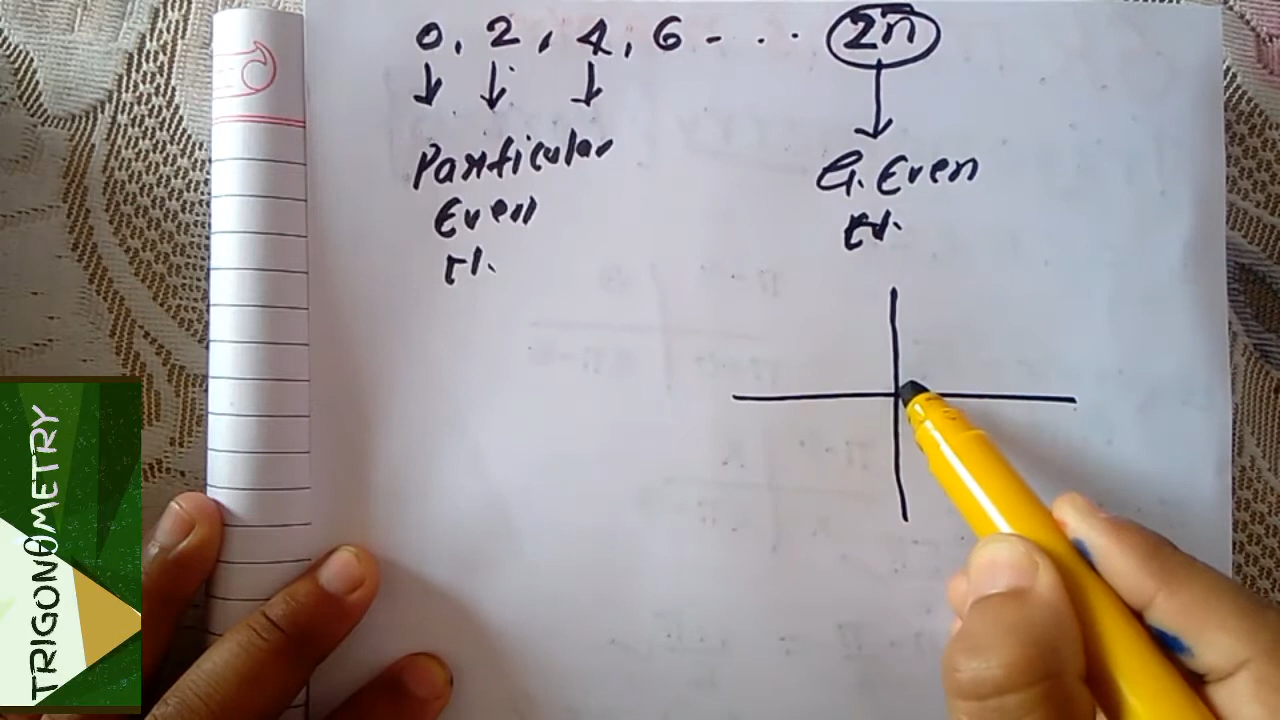 0, 2, 4, 6 - . . . 2n
Particular
Even
G. Even
TRIGONOMETRY